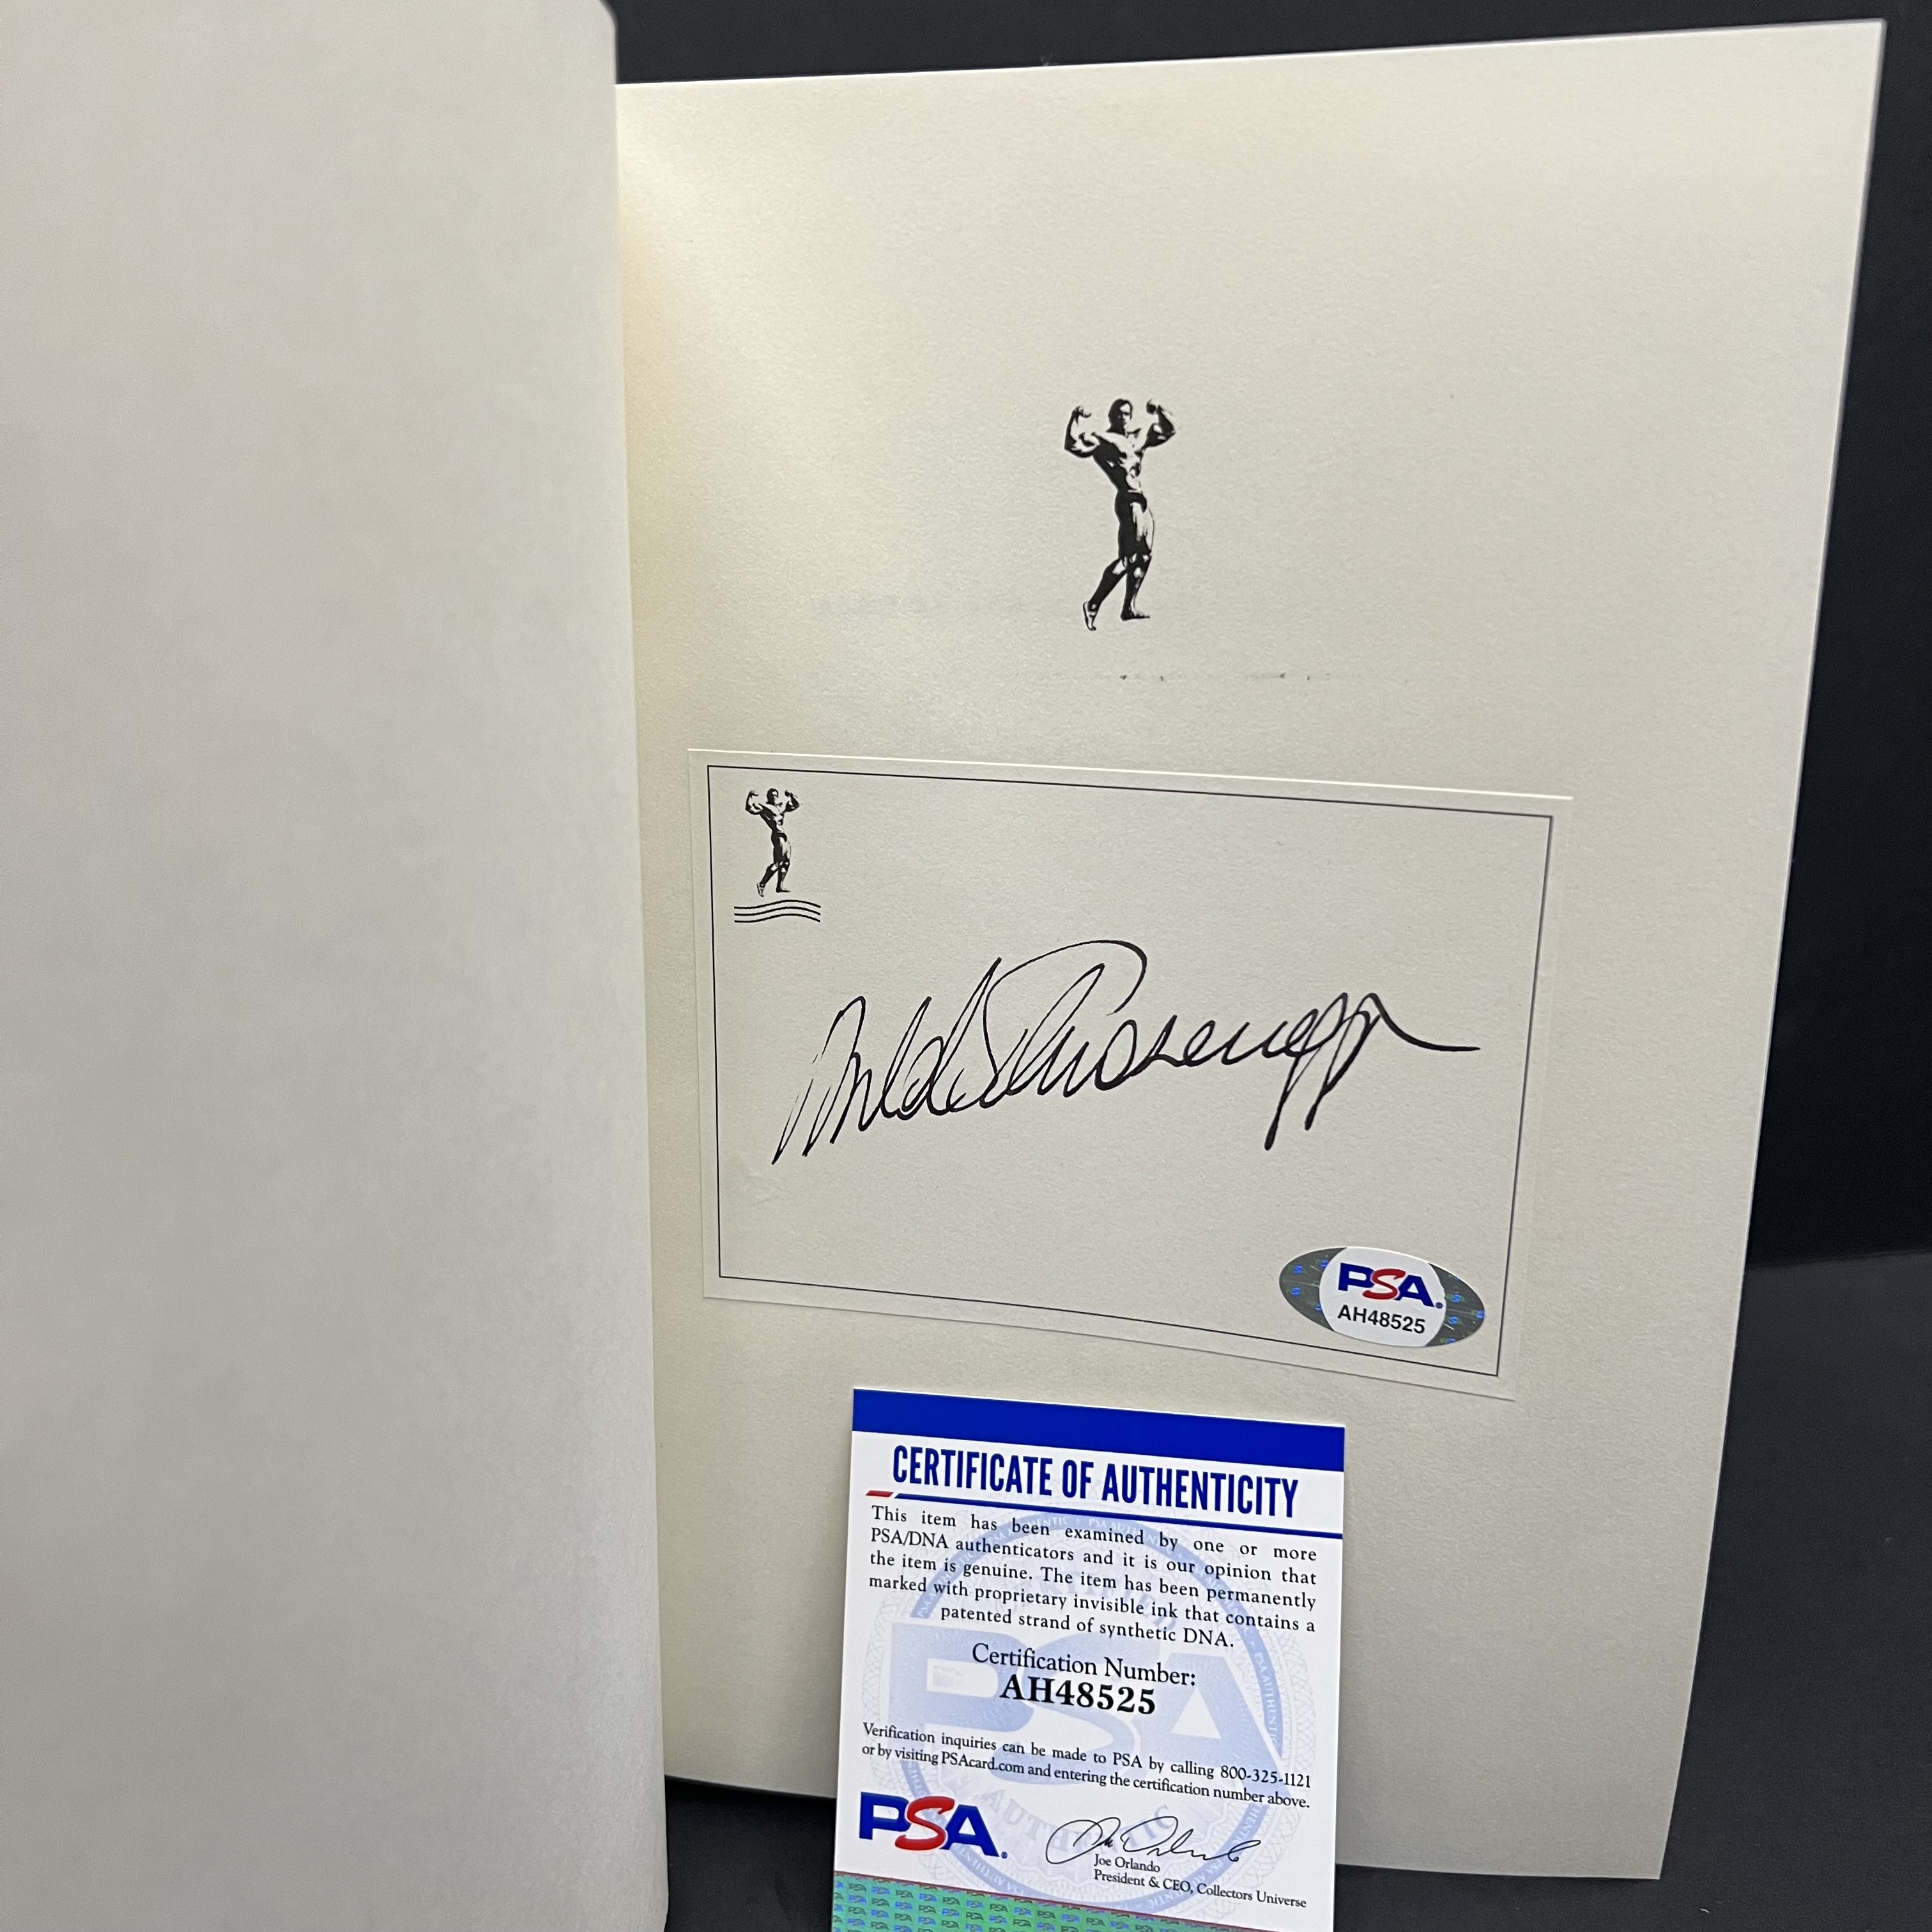 Arnold Schwarzenegger
PSA
AH48525
CERTIFICATE OF AUTHENTICITY
This item has been examined by one or more
PSA/DNA authenticators and it is our opinion that
the item is genuine. The item has been permanently
marked with proprietary invisible ink that contains a
patented strand of synthetic DNA.
Certification Number:
AH48525
Verification inquiries can be made to PSA by calling 800-325-1121
or by visiting PSAcard.com and entering the certification number above.
PSA
Joe Orlando
President & CEO, Collectors Universe